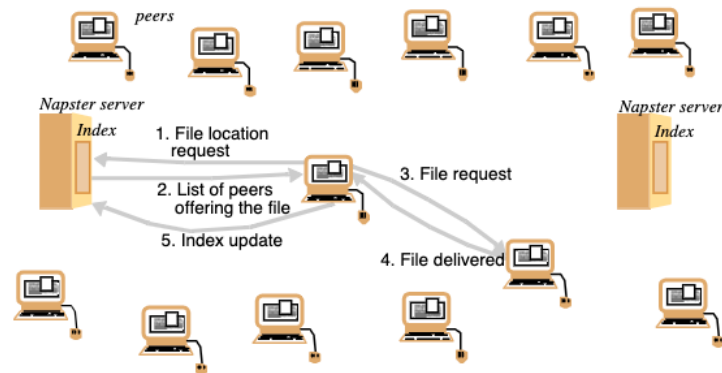 peers
Napster server
Index
Napster server
Index
1. File location
request
2. List of peers
offering the file
5. Index update
3. File request
4. File delivered